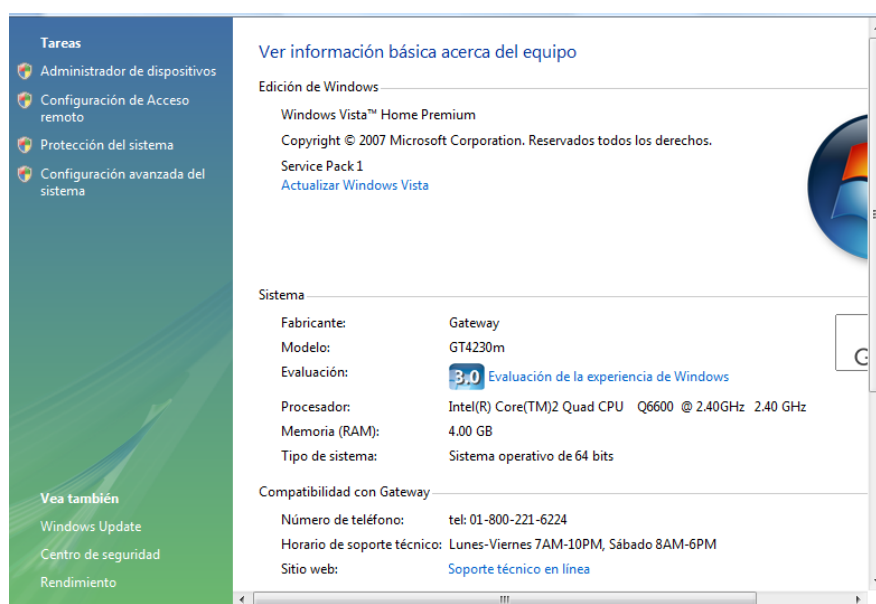 Tareas
Administrador de dispositivos
Configuración de Acceso
remoto
Protección del sistema
Configuración avanzada del
sistema
Vea también
Windows Update
Centro de seguridad
Rendimiento
Ver información básica acerca del equipo
Edición de Windows
Windows Vista™ Home Premium
Copyright © 2007 Microsoft Corporation. Reservados todos los derechos.
Service Pack 1
Actualizar Windows Vista
Sistema
Fabricante: Gateway
Modelo: GT4230m
Evaluación: 3,0 Evaluación de la experiencia de Windows
Procesador: Intel(R) Core(TM)2 Quad CPU Q6600 @ 2.40GHz 2.40 GHz
Memoria (RAM): 4.00 GB
Tipo de sistema: Sistema operativo de 64 bits
Compatibilidad con Gateway
Número de teléfono: tel: 01-800-221-6224
Horario de soporte técnico: Lunes-Viernes 7AM-10PM, Sábado 8AM-6PM
Sitio web: Soporte técnico en línea